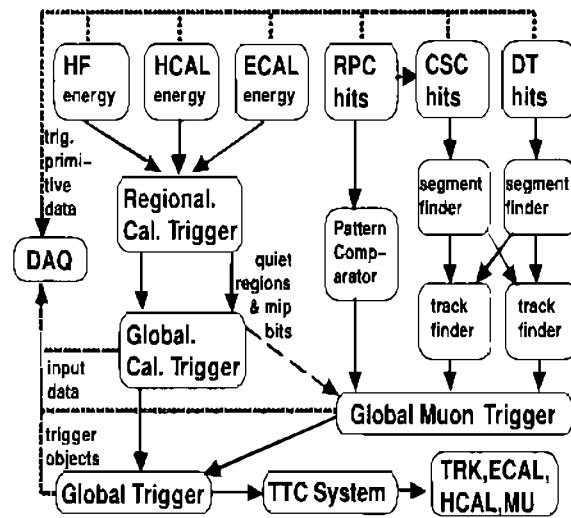 HF
energy
HCAL
energy
ECAL
energy
RPC
hits
CSC
hits
DT
hits
trig.
primi-
tive
data
Regional.
Cal. Trigger
segment
finder
segment
finder
DAQ
quiet
regions
& mip
bits
Pattern
Comp-
arator
Global.
Cal. Trigger
track
finder
track
finder
input
data
Global Muon Trigger
trigger
objects
Global Trigger
TTC System
TRK,ECAL,
HCAL,MU